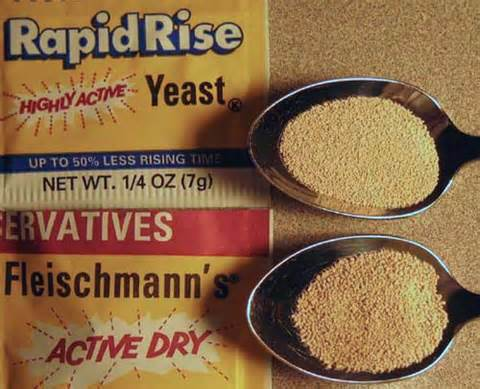 RapidRise
HIGHLY ACTIVE Yeast®
UP TO 50% LESS RISING TIME
NET WT. 1/4 OZ (7g)
ERVATIVES
Fleischmann's
ACTIVE DRY